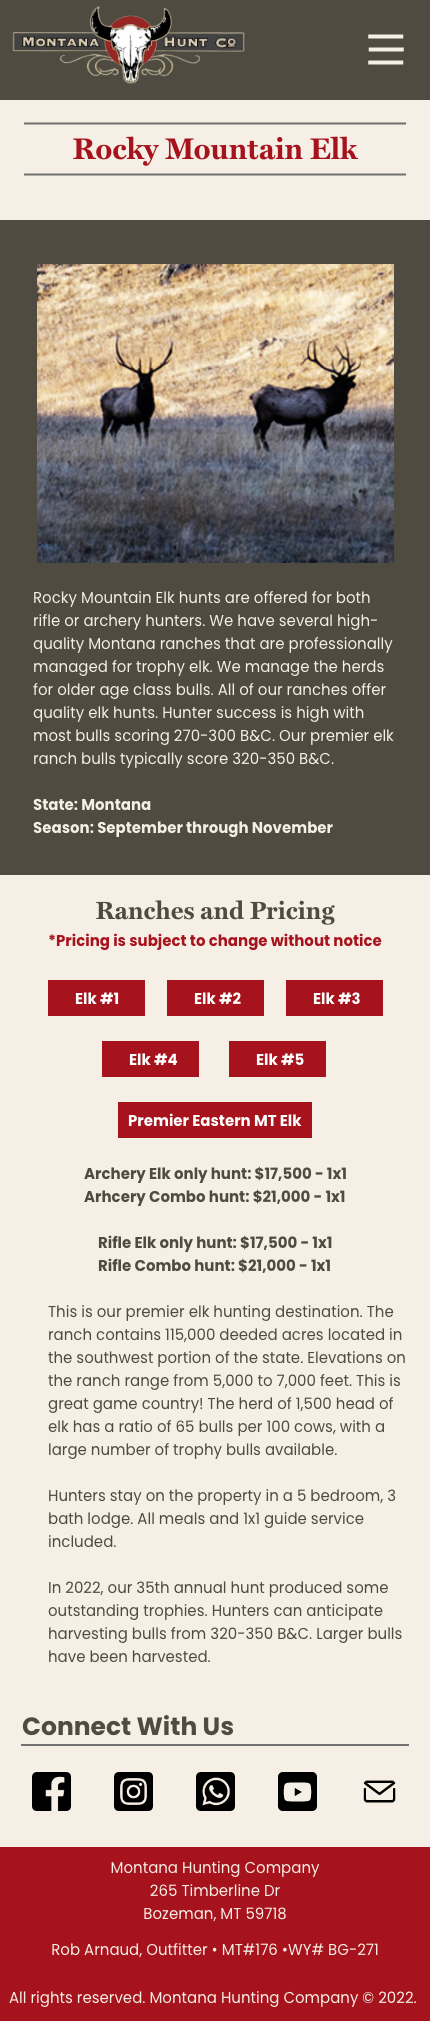 Montana Hunt Co
Rocky Mountain Elk
Rocky Mountain Elk hunts are offered for both
rifle or archery hunters. We have several high-
quality Montana ranches that are professionally
managed for trophy elk. We manage the herds
for older age class bulls. All of our ranches offer
quality elk hunts. Hunter success is high with
most bulls scoring 270-300 B&C. Our premier elk
ranch bulls typically score 320-350 B&C.
State: Montana
Season: September through November
Ranches and Pricing
*Pricing is subject to change without notice
Elk #1 Elk #2 Elk #3
Elk #4 Elk #5
Premier Eastern MT Elk
Archery Elk only hunt: $17,500 - 1x1
Arhcery Combo hunt: $21,000 - 1x1
Rifle Elk only hunt: $17,500 - 1x1
Rifle Combo hunt: $21,000 - 1x1
This is our premier elk hunting destination. The
ranch contains 115,000 deeded acres located in
the southwest portion of the state. Elevations on
the ranch range from 5,000 to 7,000 feet. This is
great game country! The herd of 1,500 head of
elk has a ratio of 65 bulls per 100 cows, with a
large number of trophy bulls available.
Hunters stay on the property in a 5 bedroom, 3
bath lodge. All meals and 1x1 guide service
included.
In 2022, our 35th annual hunt produced some
outstanding trophies. Hunters can anticipate
harvesting bulls from 320-350 B&C. Larger bulls
have been harvested.
Connect With Us
Montana Hunting Company
265 Timberline Dr
Bozeman, MT 59718
Rob Arnaud, Outfitter • MT#176 •WY# BG-271
All rights reserved. Montana Hunting Company © 2022.